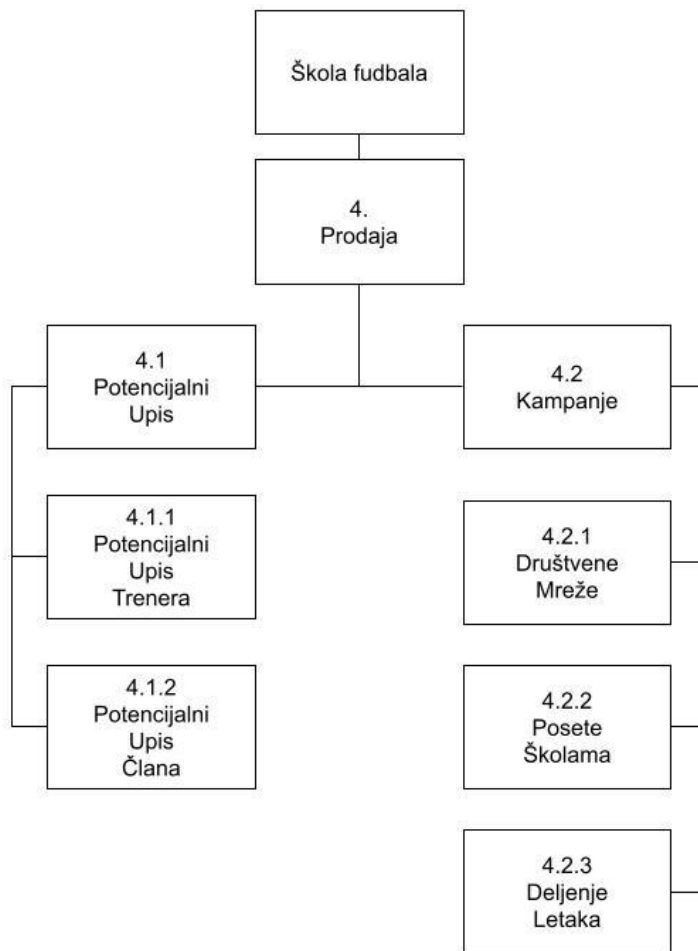 Škola fudbala
4.
Prodaja
4.1
Potencijalni
Upis
4.2
Kampanje
4.1.1
Potencijalni
Upis
Trenera
4.2.1
Društvene
Mreže
4.1.2
Potencijalni
Upis
Člana
4.2.2
Posete
Školama
4.2.3
Deljenje
Letaka